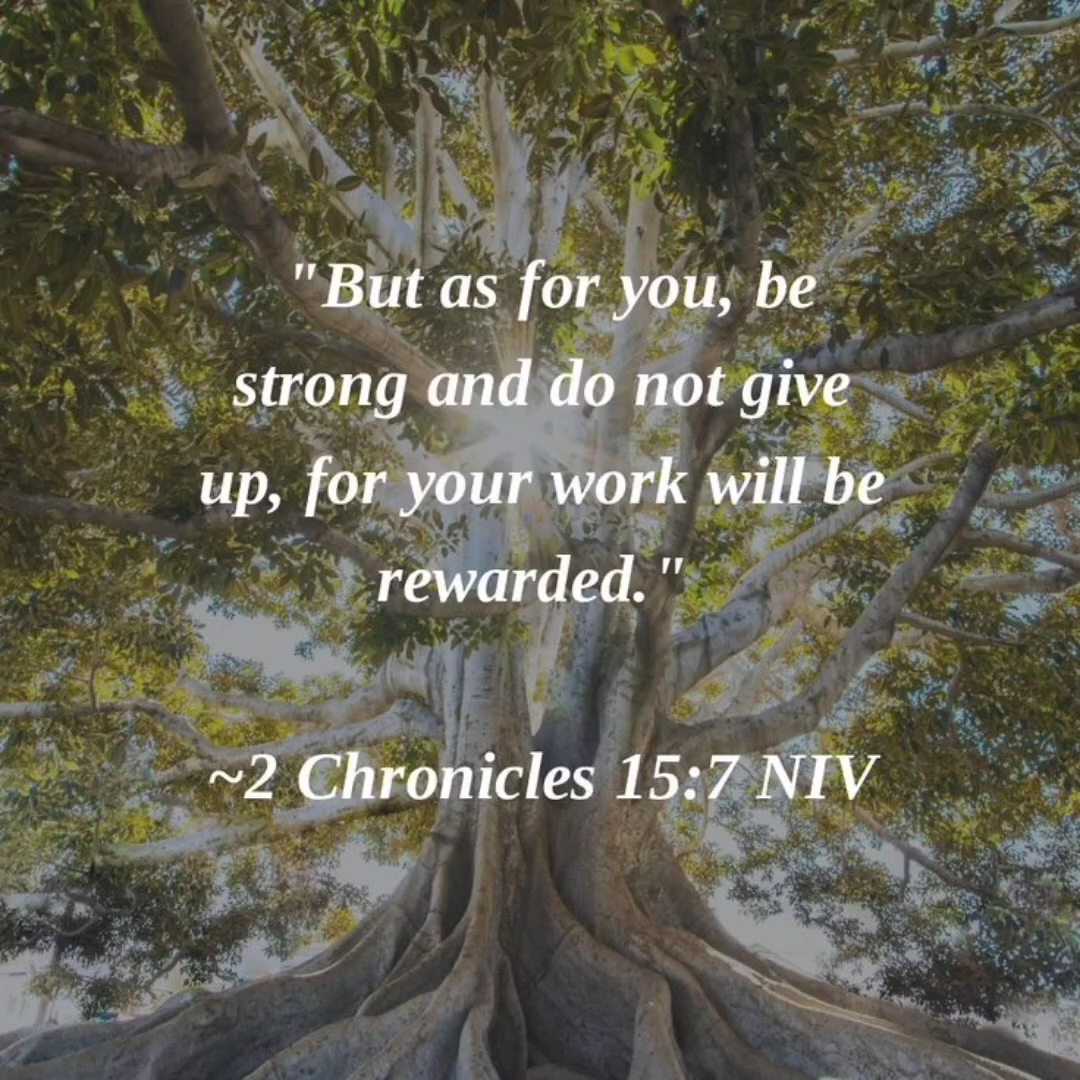 "But as for you, be
strong and do not give
up, for your work will be
rewarded."
~2 Chronicles 15:7 NIV